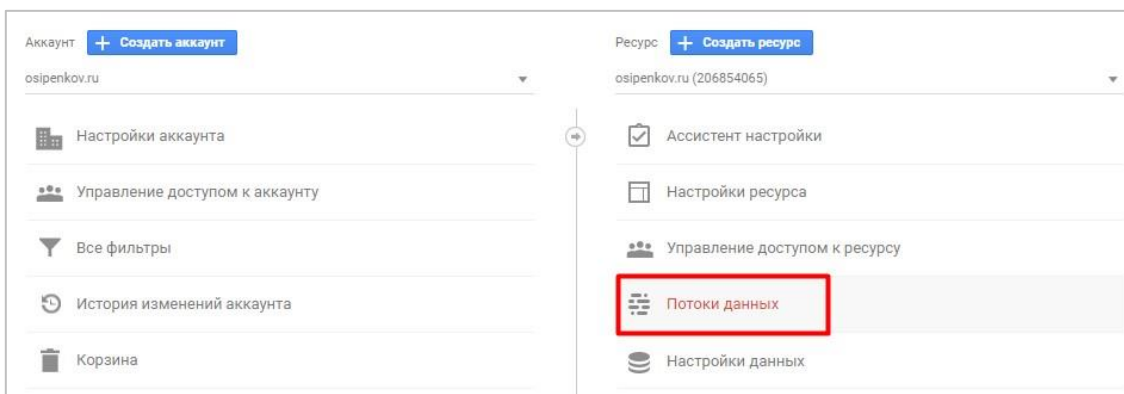 Аккаунт + Создать аккаунт
osipenkov.ru
Настройки аккаунта
Управление доступом к аккаунту
Все фильтры
История изменений аккаунта
Корзина
Ресурс + Создать ресурс
osipenkov.ru (206854065)
Ассистент настройки
Настройки ресурса
Управление доступом к ресурсу
Потоки данных
Настройки данных